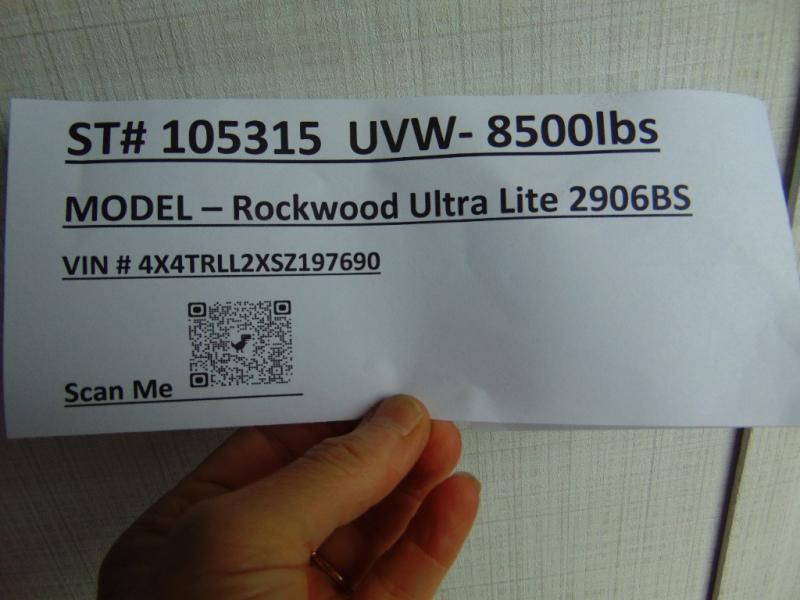 ST# 105315 UVW- 8500lbs
MODEL – Rockwood Ultra Lite 2906BS
VIN # 4X4TRLL2XSZ197690
Scan Me